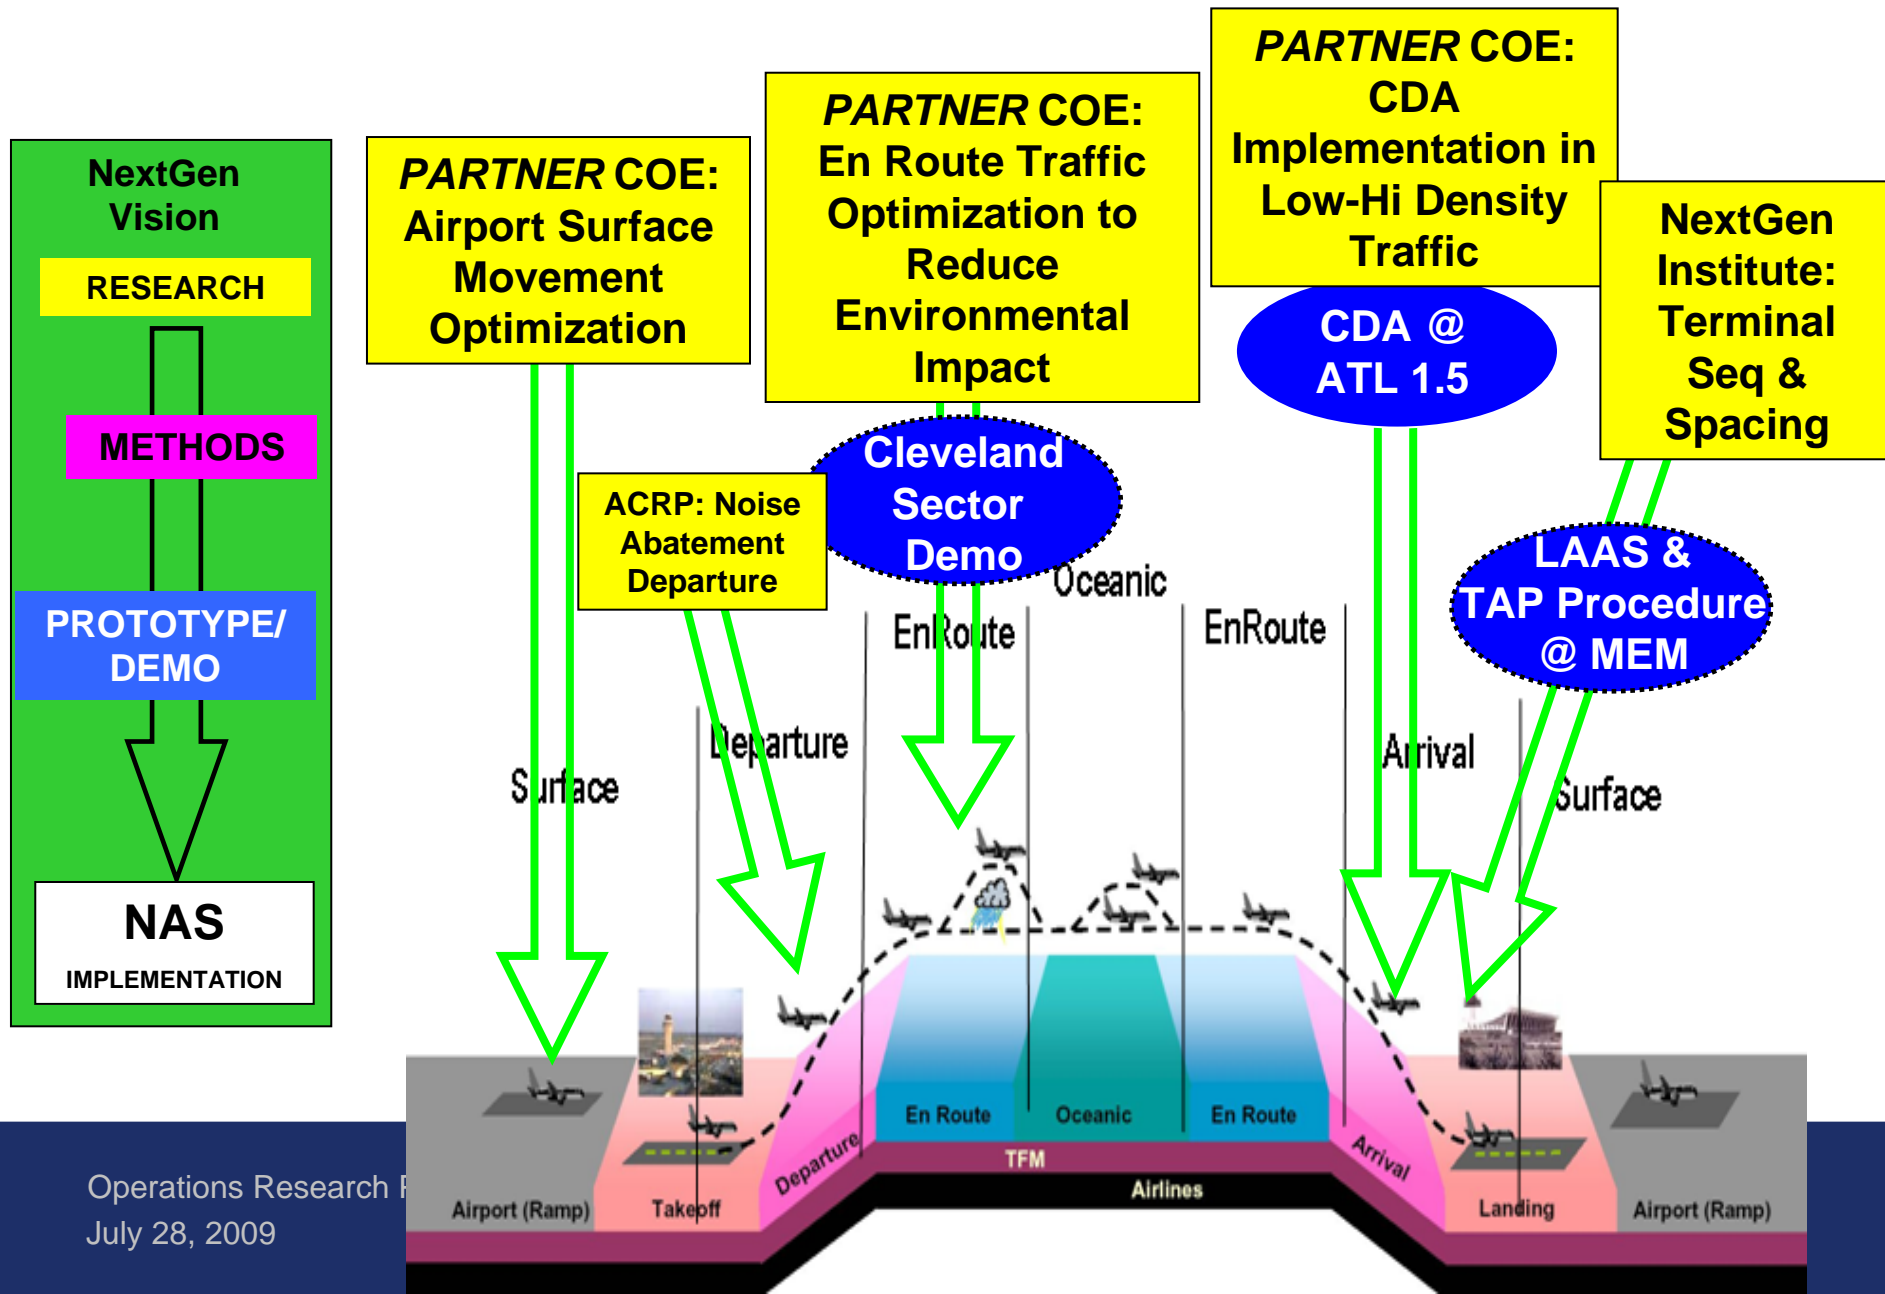 NextGen
Vision
RESEARCH
METHODS
PROTOTYPE/
DEMO
NAS
IMPLEMENTATION
PARTNER COE:
Airport Surface
Movement
Optimization
PARTNER COE:
En Route Traffic
Optimization to
Reduce
Environmental
Impact
PARTNER COE:
CDA
Implementation in
Low-Hi Density
Traffic
NextGen
Institute:
Terminal
Seq &
Spacing
CDA @
ATL 1.5
Cleveland
Sector
Demo
ACRP: Noise
Abatement
Departure
LAAS &
TAP Procedure
@ MEM
Surface
Departure
EnRoute
Oceanic
EnRoute
Arrival
Surface
En Route
Oceanic
En Route
Departure
TFM
Arrival
Airlines
Airport (Ramp)
Takeoff
Landing
Airport (Ramp)
Operations Research
July 28, 2009